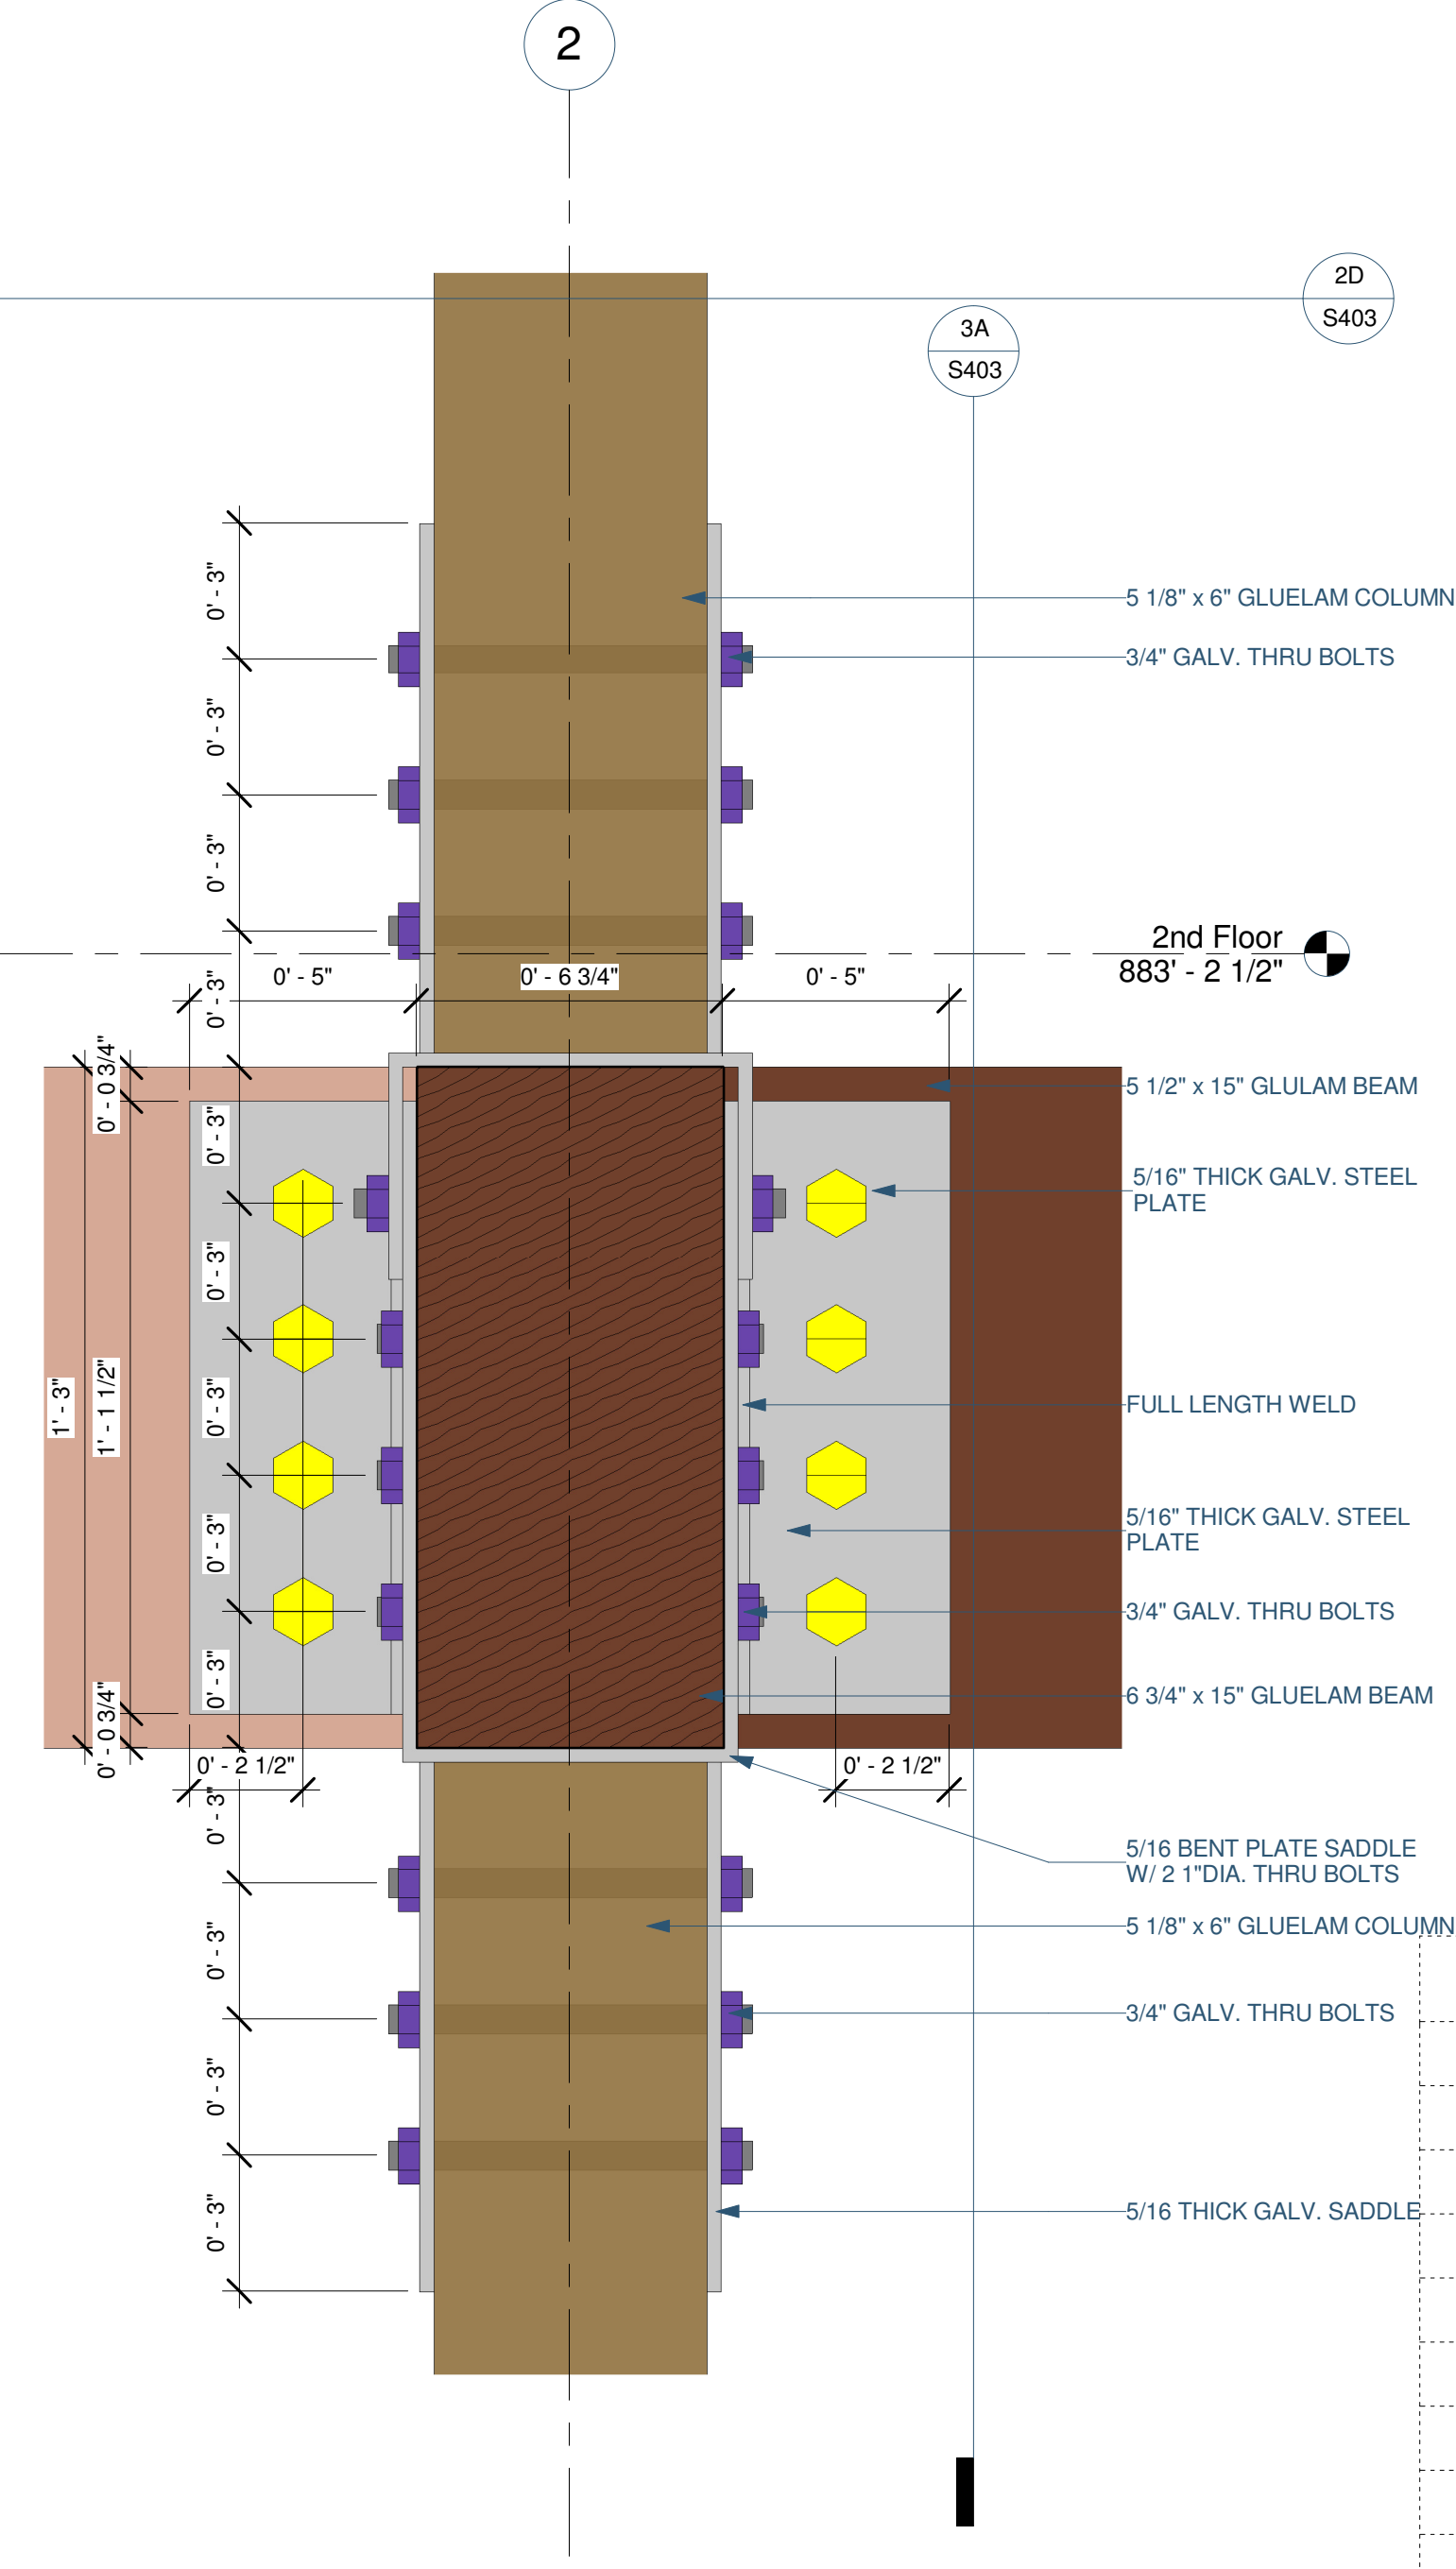 2
2D
S403
3A
S403
0' - 3"
5 1/8" x 6" GLUELAM COLUMN
3/4" GALV. THRU BOLTS
0' - 3"
0' - 3"
2nd Floor
883' - 2 1/2"
0' - 3"
0' - 5"
0' - 6 3/4"
0' - 5"
0' - 0 3/4"
5 1/2" x 15" GLULAM BEAM
0' - 3"
5/16" THICK GALV. STEEL
PLATE
0' - 3"
1' - 3"
1' - 1 1/2"
0' - 3"
FULL LENGTH WELD
5/16" THICK GALV. STEEL
PLATE
0' - 3"
3/4" GALV. THRU BOLTS
0' - 3"
6 3/4" x 15" GLUELAM BEAM
0' - 0 3/4"
0' - 2 1/2"
0' - 2 1/2"
0' - 3"
5/16 BENT PLATE SADDLE
W/ 2 1"DIA. THRU BOLTS
5 1/8" x 6" GLUELAM COLUMN
0' - 3"
3/4" GALV. THRU BOLTS
0' - 3"
0' - 3"
5/16 THICK GALV. SADDLE